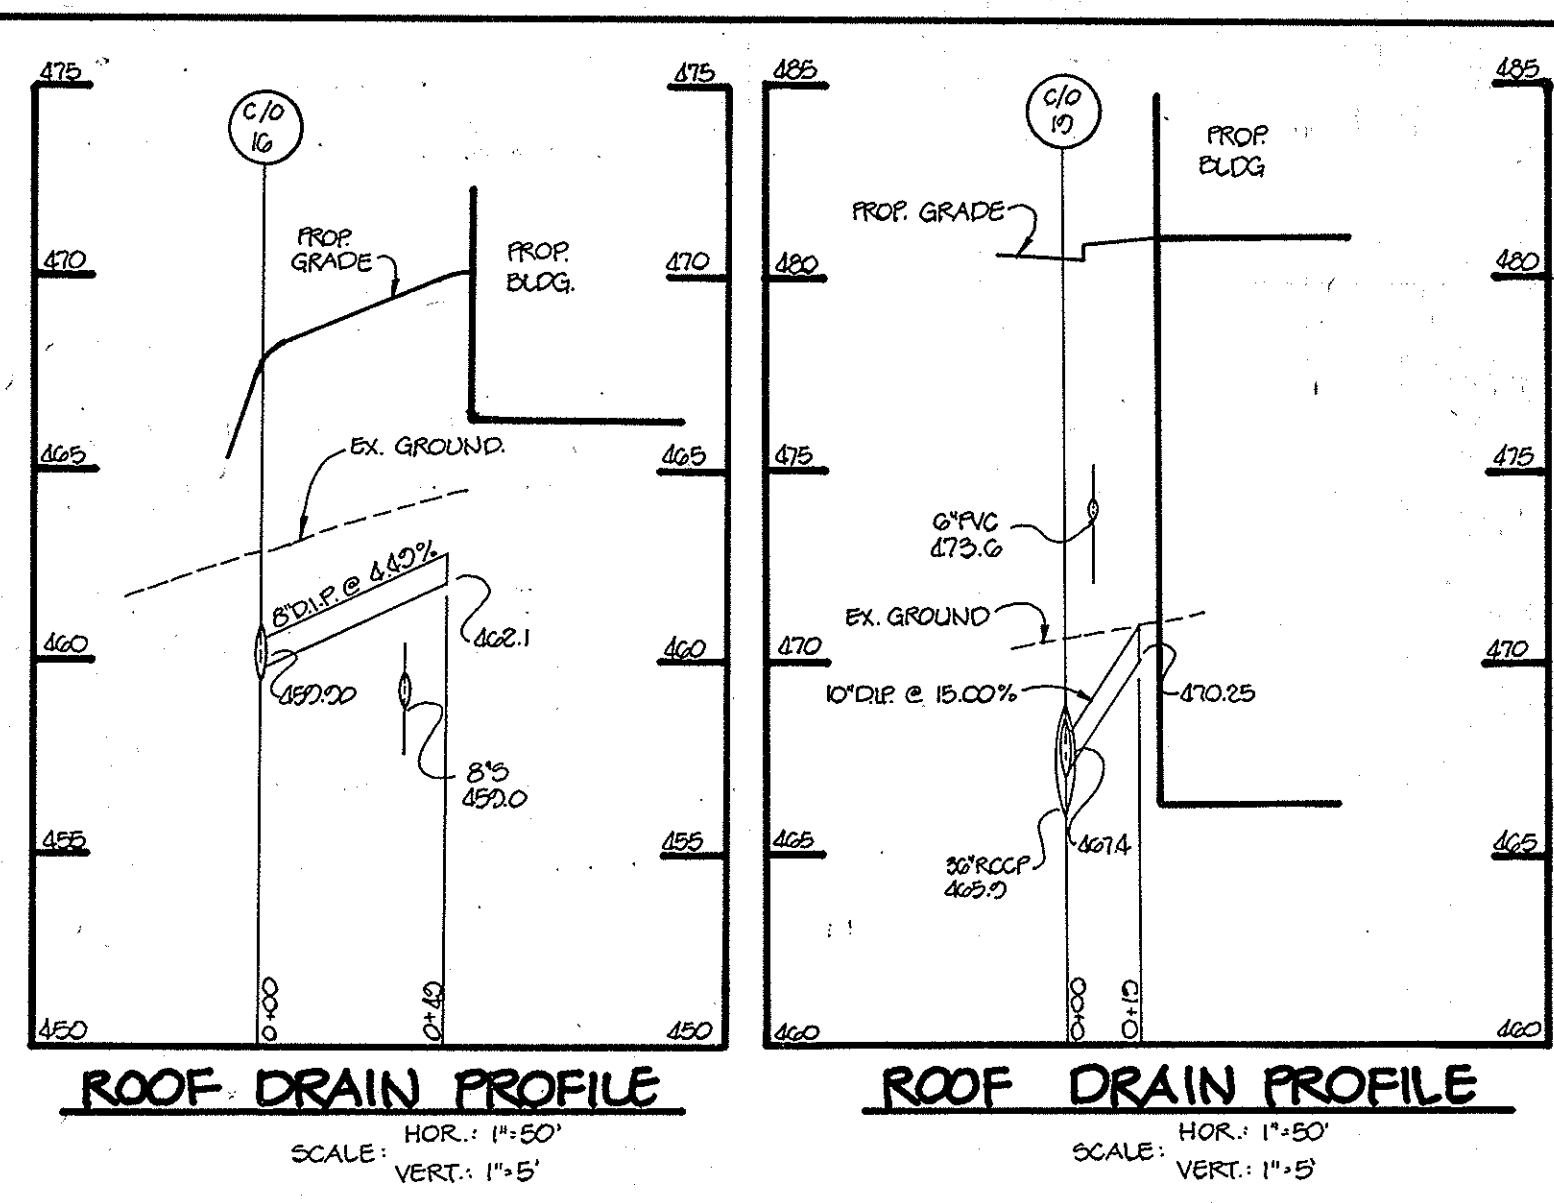 475
475
C/O
16
PROP.
GRADE
PROP.
BLDG.
470
470
EX. GROUND.
465
465
8"D.I.P. @ 4.49%
462.1
460
460
459.90
8"S
459.0
455
455
0+00
0+49
450
450
ROOF DRAIN PROFILE
SCALE:
HOR.: 1"=50'
VERT.: 1"=5'
485
485
C/O
19
PROP.
BLDG
PROP. GRADE
480
480
475
475
6"PVC
473.6
EX. GROUND
470
470
10"D.I.P. @ 15.00%
470.25
467.4
36"RCCP
465.9
465
465
0+00
0+19
460
460
ROOF DRAIN PROFILE
SCALE:
HOR.: 1"=50'
VERT.: 1"=5'